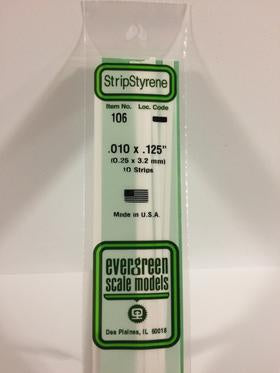 StripStyrene
Item No. Loc. Code
106
.010 x .125"
(0.25 x 3.2 mm)
10 Strips
Made in U.S.A.
evergreen
scale models
Des Plaines, IL 60018